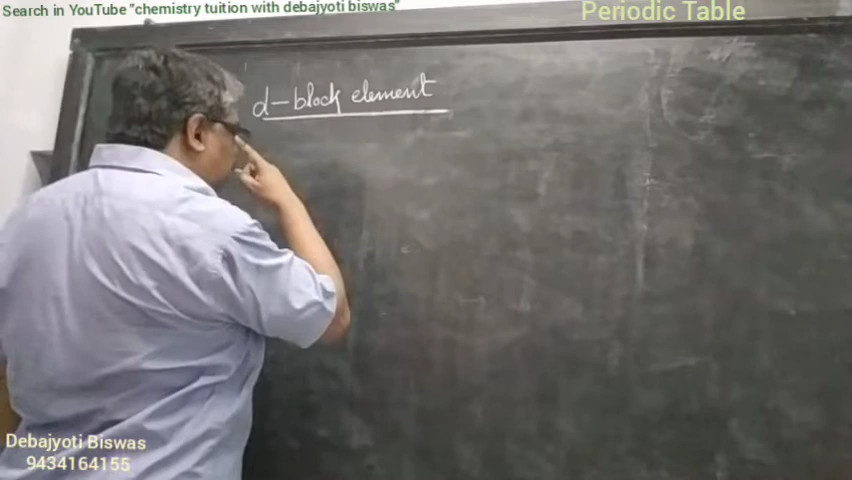 Search in YouTube "chemistry tuition with debajyoti biswas"
Periodic Table
d-block element
Debajyoti Biswas
9434164155